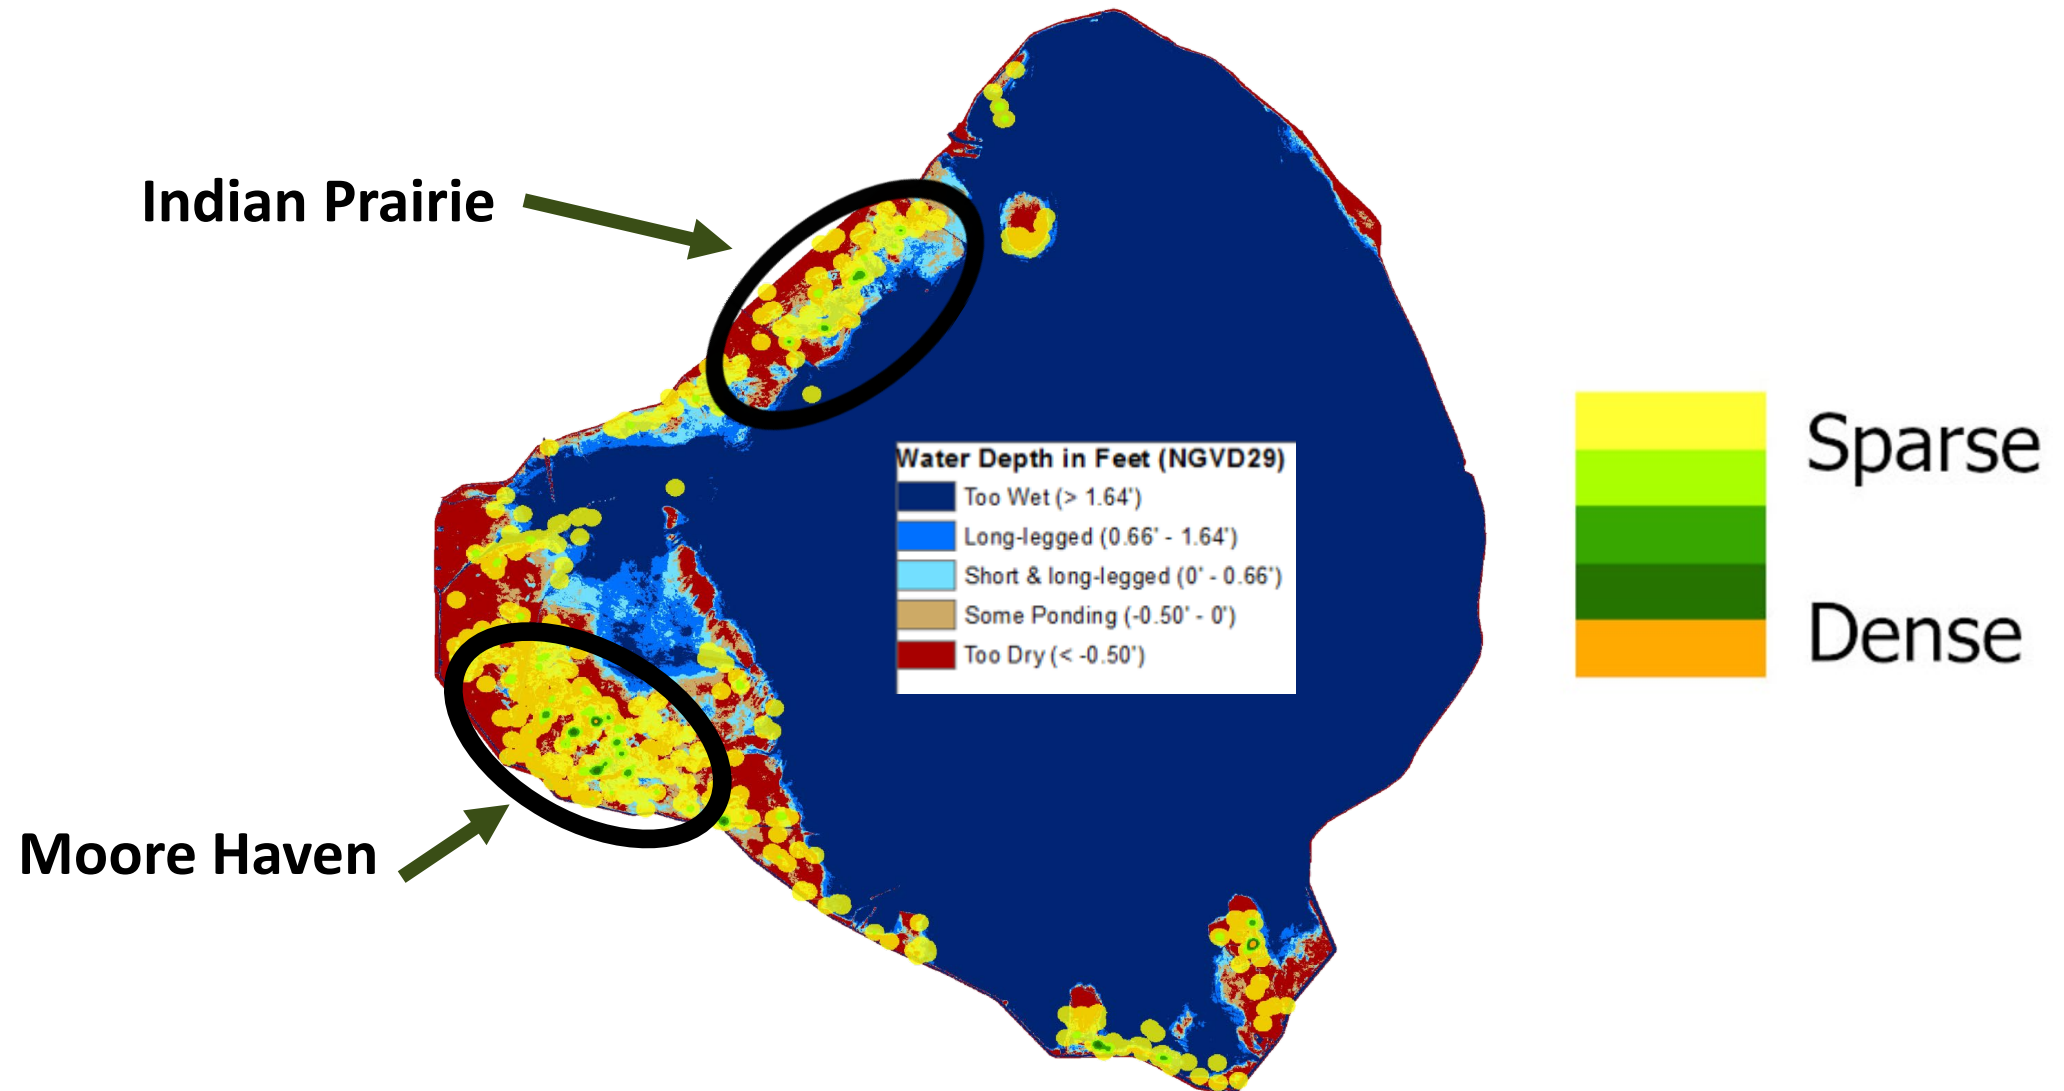 Indian Prairie
Water Depth in Feet (NGVD29)
Too Wet (> 1.64')
Long-legged (0.66' - 1.64')
Short & long-legged (0' - 0.66')
Some Ponding (-0.50' - 0')
Too Dry (< -0.50')
Sparse
Dense
Moore Haven